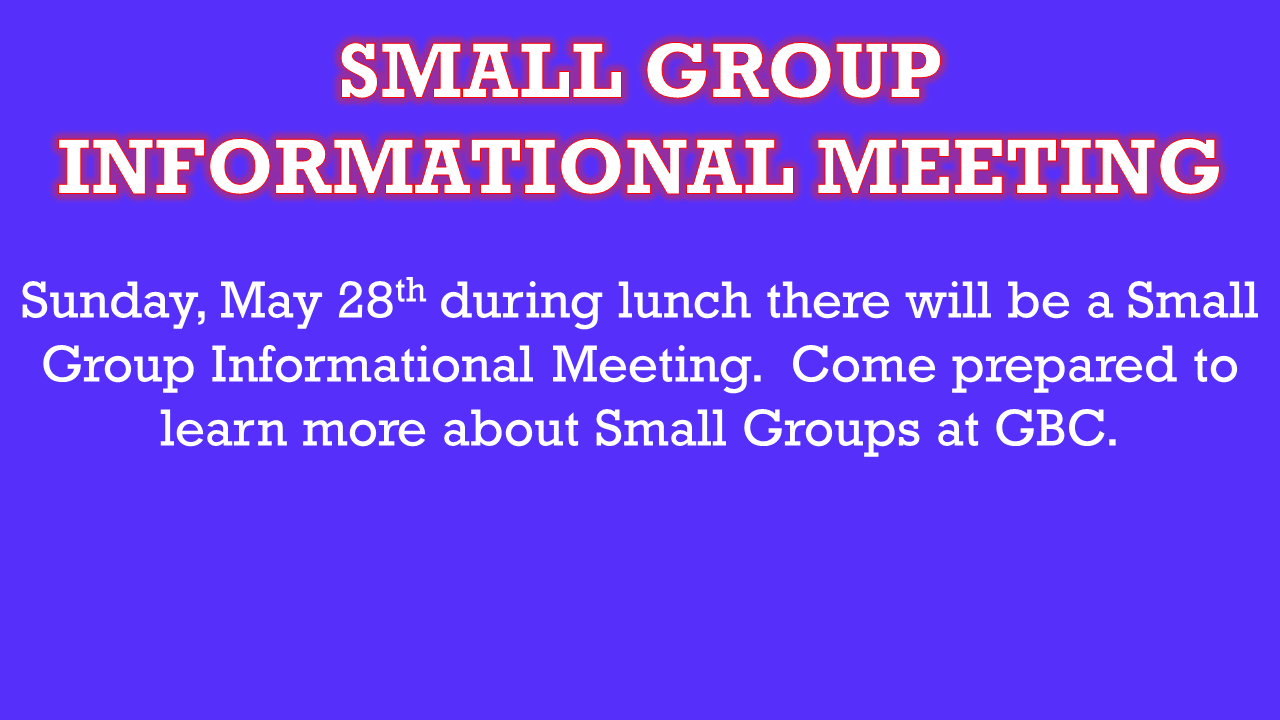 SMALL GROUP
INFORMATIONAL MEETING
Sunday, May 28th during lunch there will be a Small
Group Informational Meeting.  Come prepared to
learn more about Small Groups at GBC.